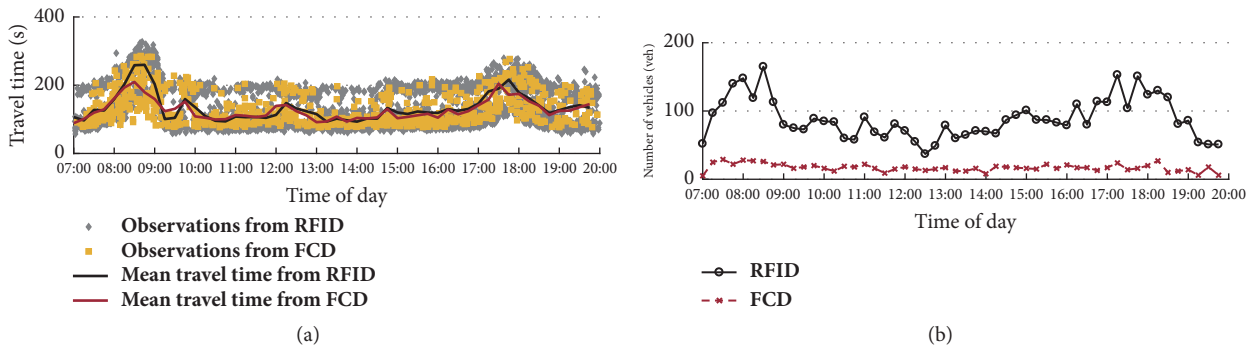 400
200
0
Travel time (s)
07:00 08:00 09:00 10:00 11:00 12:00 13:00 14:00 15:00 16:00 17:00 18:00 19:00 20:00
Time of day
Observations from RFID
Observations from FCD
Mean travel time from RFID
Mean travel time from FCD
(a)
200
100
0
Number of vehicles (veh)
07:00 08:00 09:00 10:00 11:00 12:00 13:00 14:00 15:00 16:00 17:00 18:00 19:00 20:00
Time of day
RFID
FCD
(b)